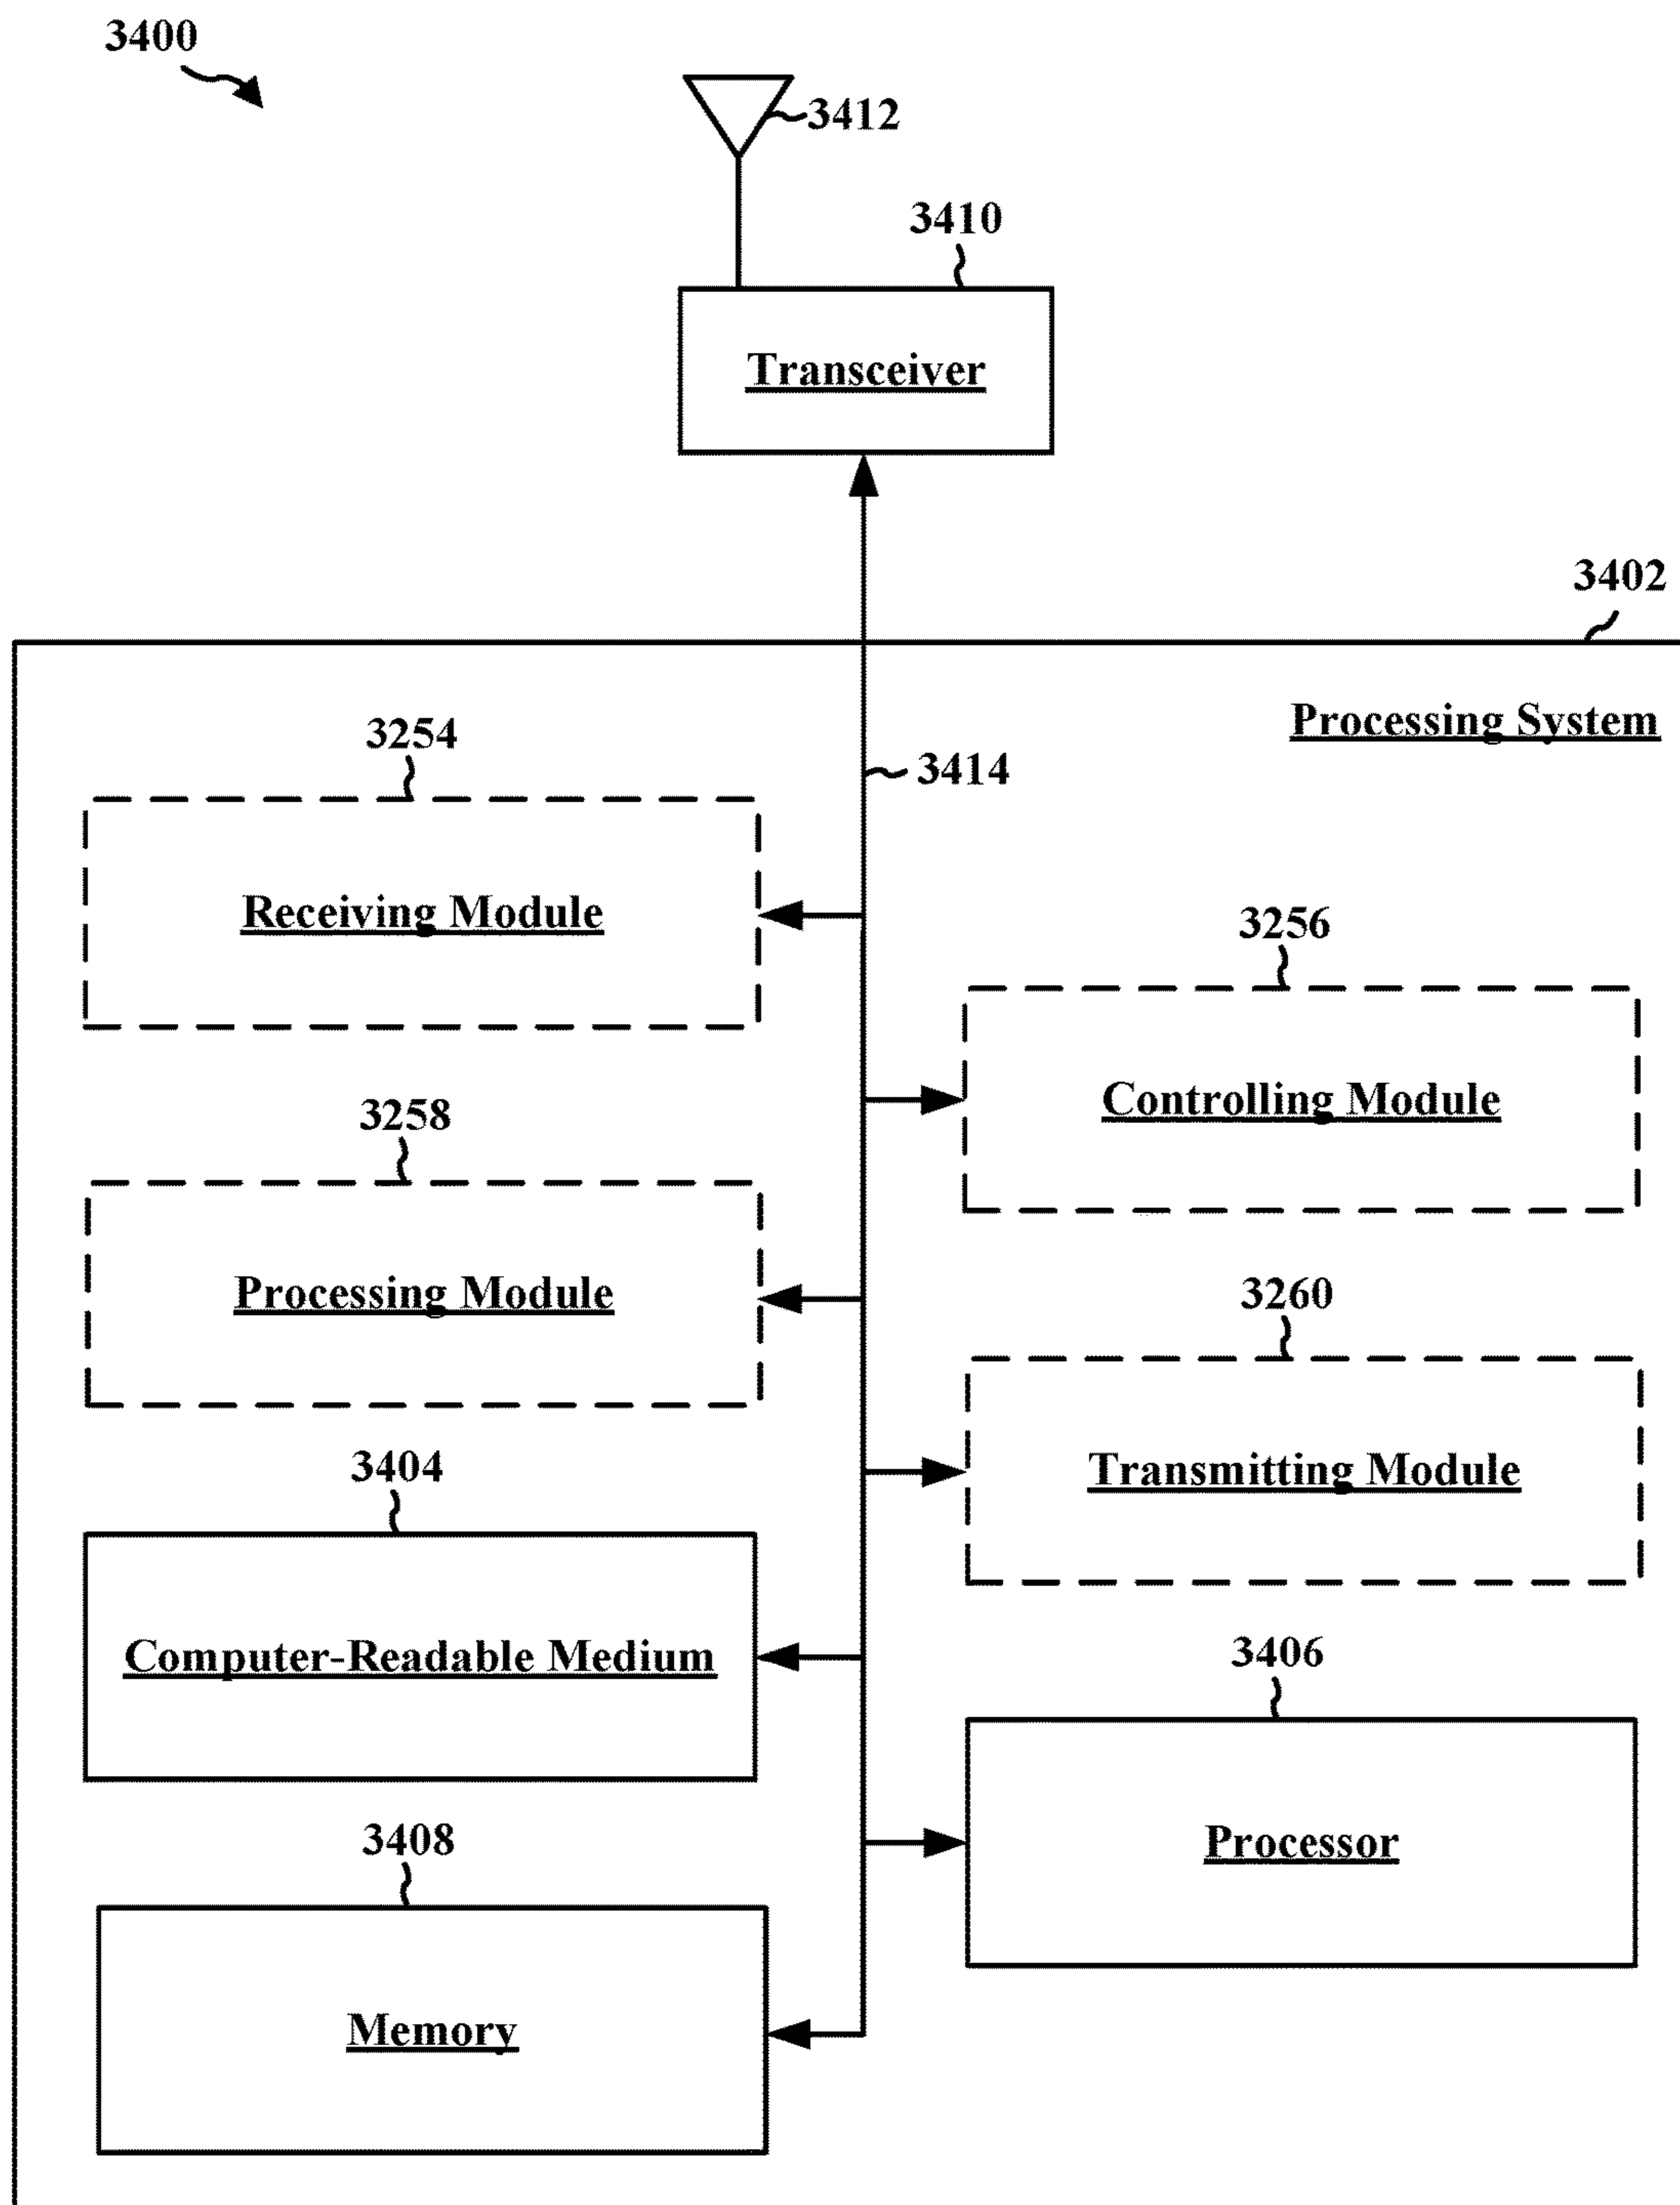 3400
3412
3410
Transceiver
3402
Processing System
3254
3414
Receiving Module
3256
Controlling Module
3258
Processing Module
3260
Transmitting Module
3404
Computer-Readable Medium
3406
Processor
3408
Memory